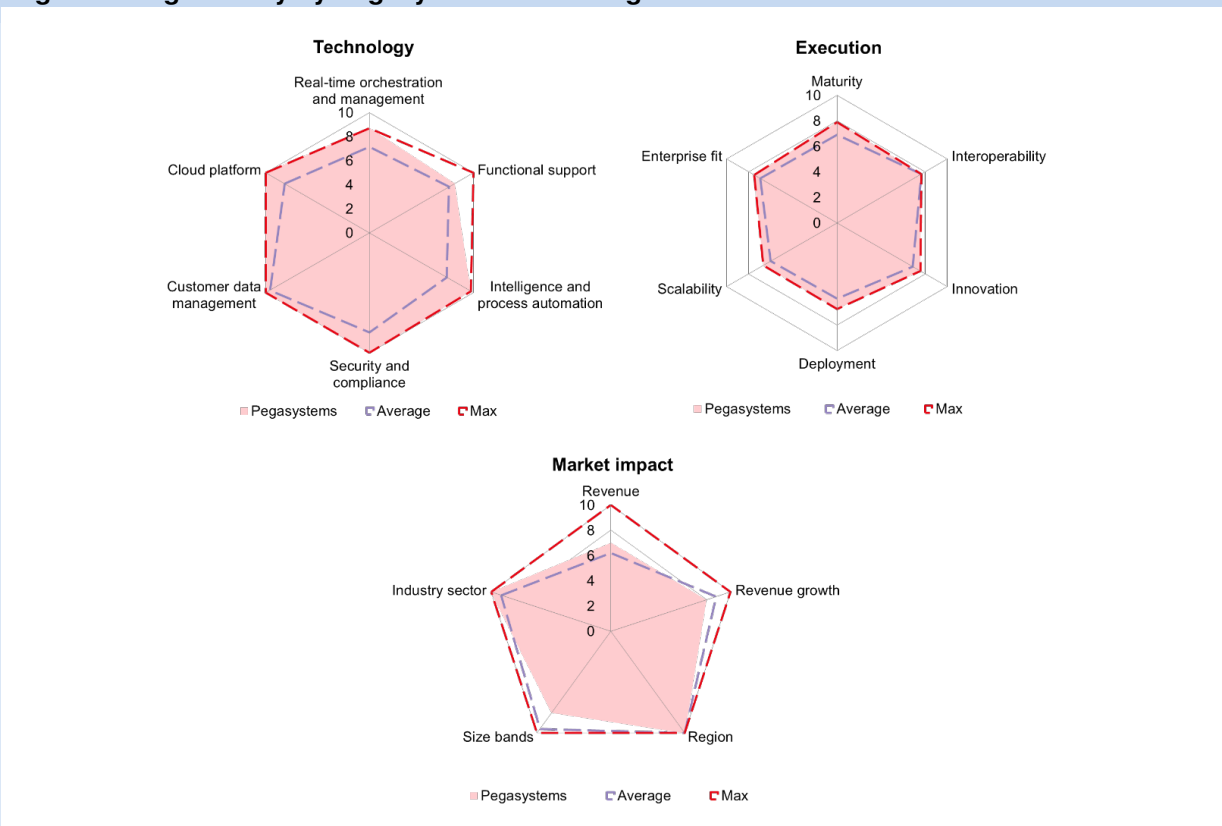 Technology
Real-time orchestration
and management
10
8
6
4
2
0
Cloud platform
Functional support
Customer data
management
Intelligence and
process automation
Security and
compliance
Pegasystems
Average
Max
Execution
Maturity
10
8
6
4
2
0
Enterprise fit
Interoperability
Scalability
Innovation
Deployment
Pegasystems
Average
Max
Market impact
Revenue
10
8
6
4
2
0
Industry sector
Revenue growth
Size bands
Region
Pegasystems
Average
Max